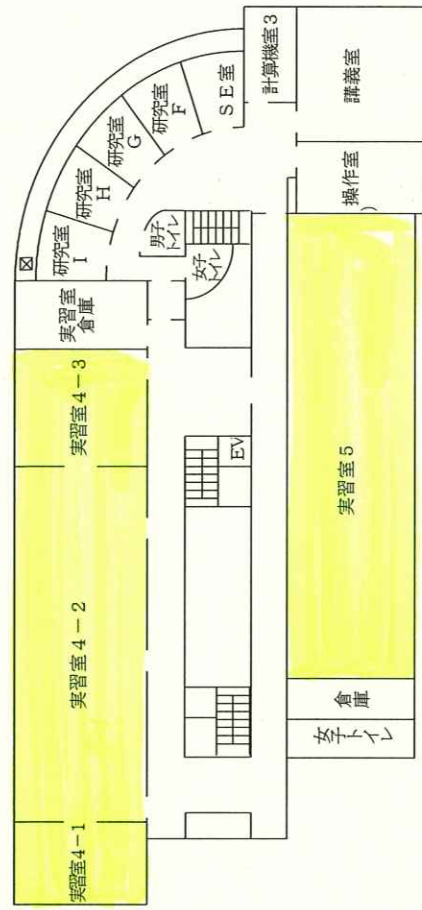 実習室4-1
実習室4-2
実習室4-3
実習室
倉庫
研究室
I
研究室
H
研究室
G
研究室
F
SE室
計算機室3
講義室
操作室
男子
トイレ
女子
トイレ
EV
実習室5
倉庫
女子トイレ